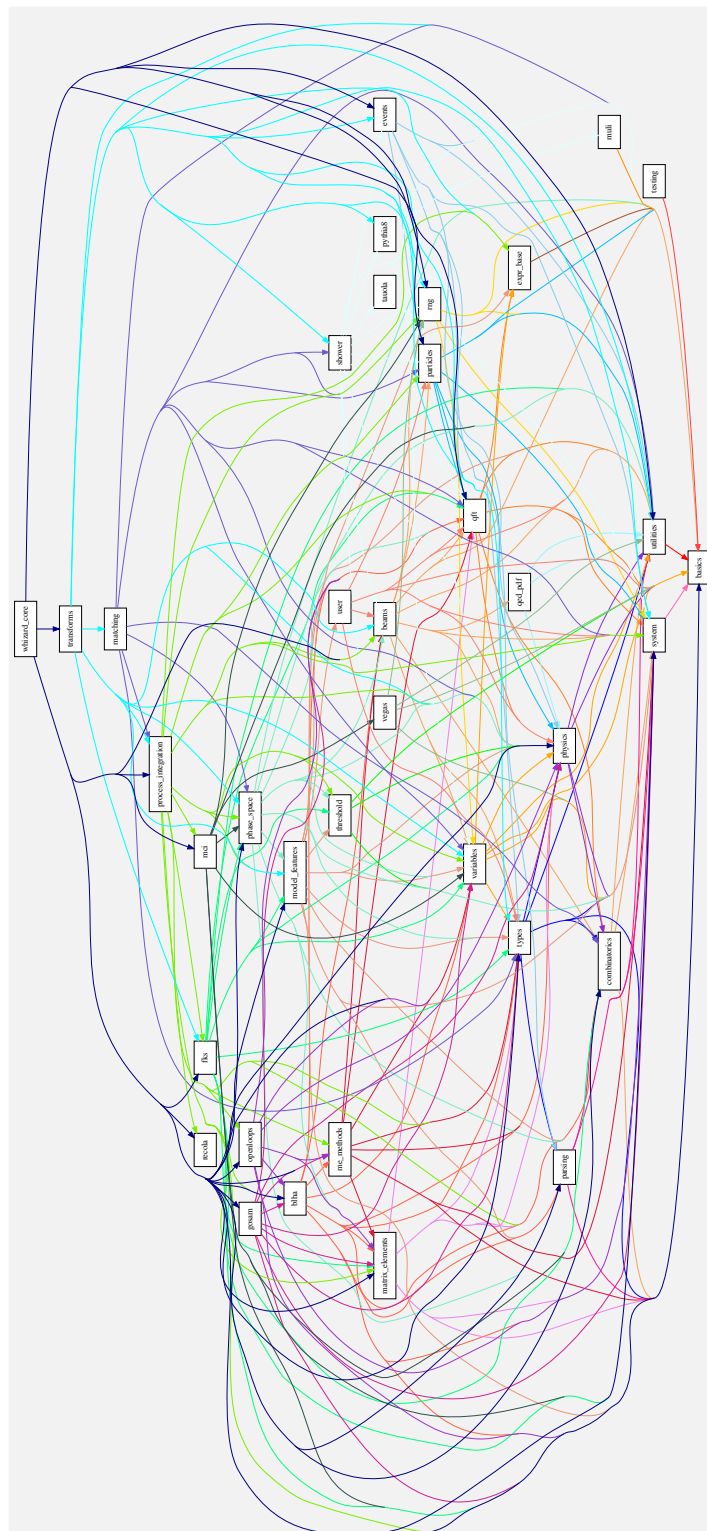 whizard_core
transforms
matching
process_integration
mci
fks
recola
phase_space
openloops
gosam
model_features
blha
shower
user
threshold
me_methods
events
pythia8
tauola
beams
vegas
matrix_elements
rng
particles
qft
variables
expr_base
qed_pdf
types
physics
parsing
muli
combinatorics
testing
utilities
system
basics